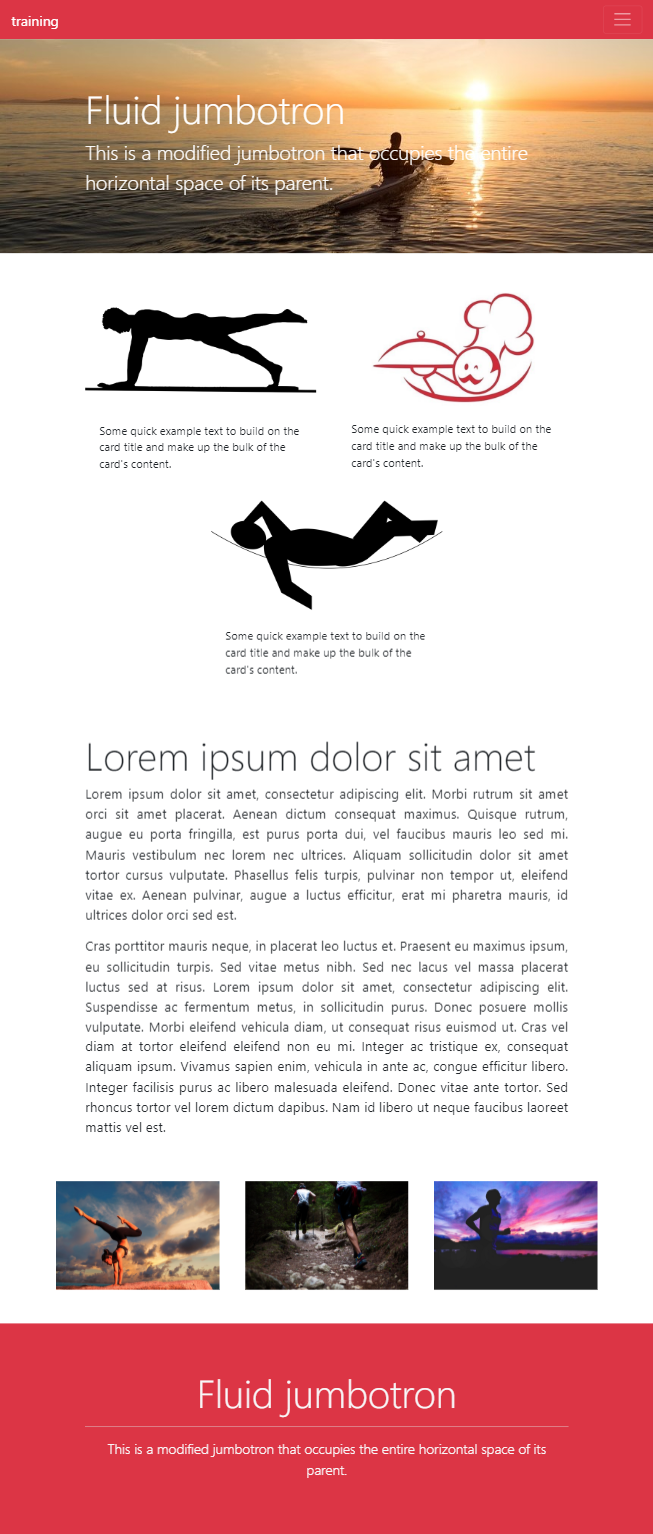 training
Fluid jumbotron
This is a modified jumbotron that occupies the entire
horizontal space of its parent.
Some quick example text to build on the
card title and make up the bulk of the
card's content.
Some quick example text to build on the
card title and make up the bulk of the
card's content.
Some quick example text to build on the
card title and make up the bulk of the
card's content.
Lorem ipsum dolor sit amet
Lorem ipsum dolor sit amet, consectetur adipiscing elit. Morbi rutrum sit amet
orci sit amet placerat. Aenean dictum consequat maximus. Quisque rutrum,
augue eu porta fringilla, est purus porta dui, vel faucibus mauris leo sed mi.
Mauris vestibulum nec lorem nec ultrices. Aliquam sollicitudin dolor sit amet
tortor cursus vulputate. Phasellus felis turpis, pulvinar non tempor ut, eleifend
vitae ex. Aenean pulvinar, augue a luctus efficitur, erat mi pharetra mauris, id
ultrices dolor orci sed est.
Cras porttitor mauris neque, in placerat leo luctus et. Praesent eu maximus ipsum,
eu sollicitudin turpis. Sed vitae metus nibh. Sed nec lacus vel massa placerat
luctus sed at risus. Lorem ipsum dolor sit amet, consectetur adipiscing elit.
Suspendisse ac fermentum metus, in sollicitudin purus. Donec posuere mollis
vulputate. Morbi eleifend vehicula diam, ut consequat risus euismod ut. Cras vel
diam at tortor eleifend eleifend non eu mi. Integer ac tristique ex, consequat
aliquam ipsum. Vivamus sapien enim, vehicula in ante ac, congue efficitur libero.
Integer facilisis purus ac libero malesuada eleifend. Donec vitae ante tortor. Sed
rhoncus tortor vel lorem dictum dapibus. Nam id libero ut neque faucibus laoreet
mattis vel est.
Fluid jumbotron
This is a modified jumbotron that occupies the entire horizontal space of its
parent.